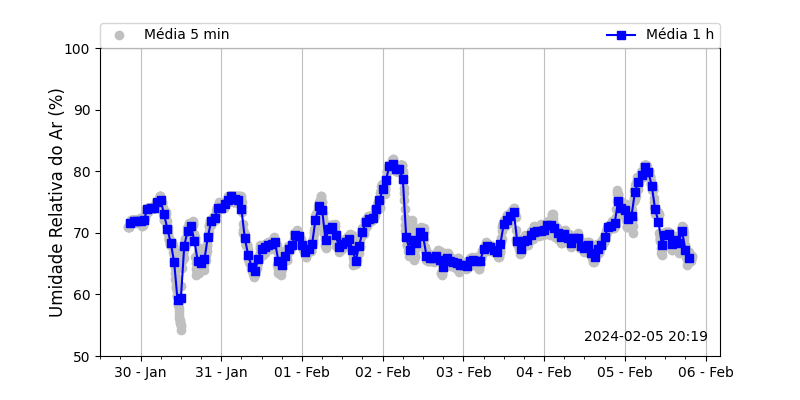 Média 5 min Média 1 h
Umidade Relativa do Ar (%)
100
90
80
70
60
50
2024-02-05 20:19
30 - Jan 31 - Jan 01 - Feb 02 - Feb 03 - Feb 04 - Feb 05 - Feb 06 - Feb